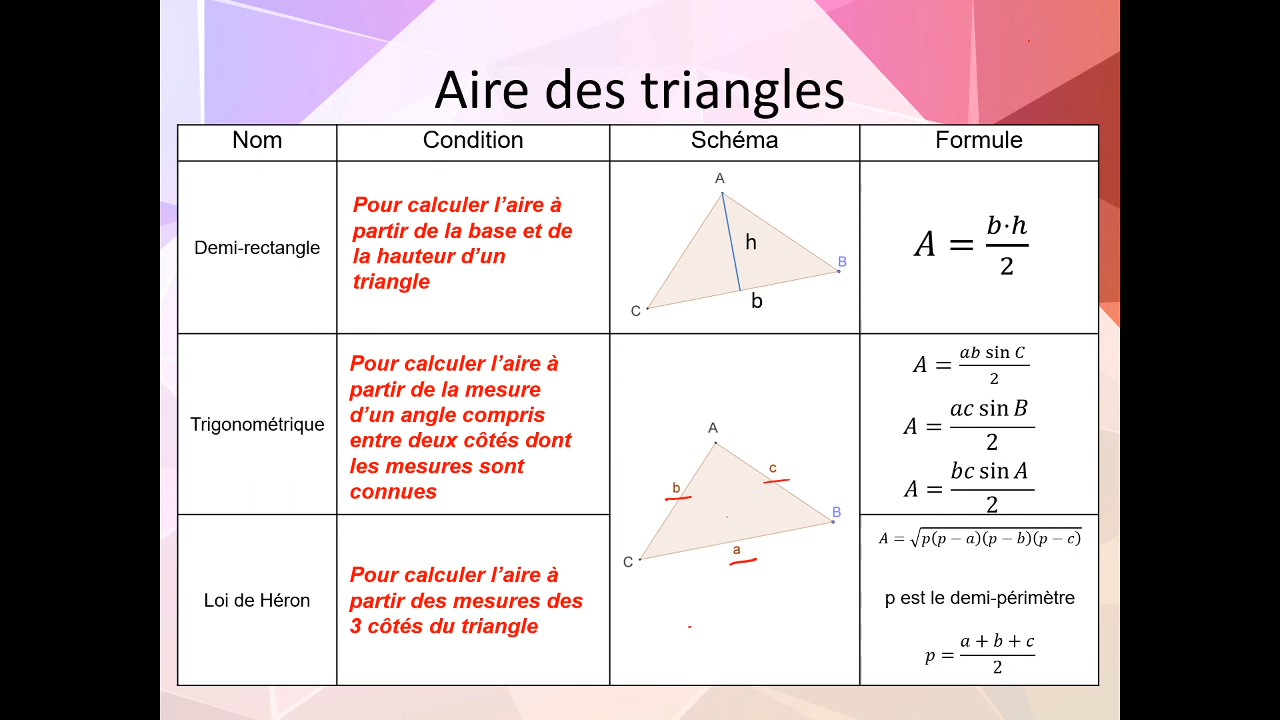 Aire des triangles
Nom Condition Schéma Formule
Demi-rectangle
Pour calculer l’aire à
partir de la base et de
la hauteur d’un
triangle
A
h
B
b
C
A = b·h / 2
Trigonométrique
Pour calculer l’aire à
partir de la mesure
d’un angle compris
entre deux côtés dont
les mesures sont
connues
A
c
b
B
a
C
A = ab sin C / 2
A = ac sin B / 2
A = bc sin A / 2
Loi de Héron
Pour calculer l’aire à
partir des mesures des
3 côtés du triangle
A = √p(p − a)(p − b)(p − c)
p est le demi-périmètre
p = a + b + c / 2